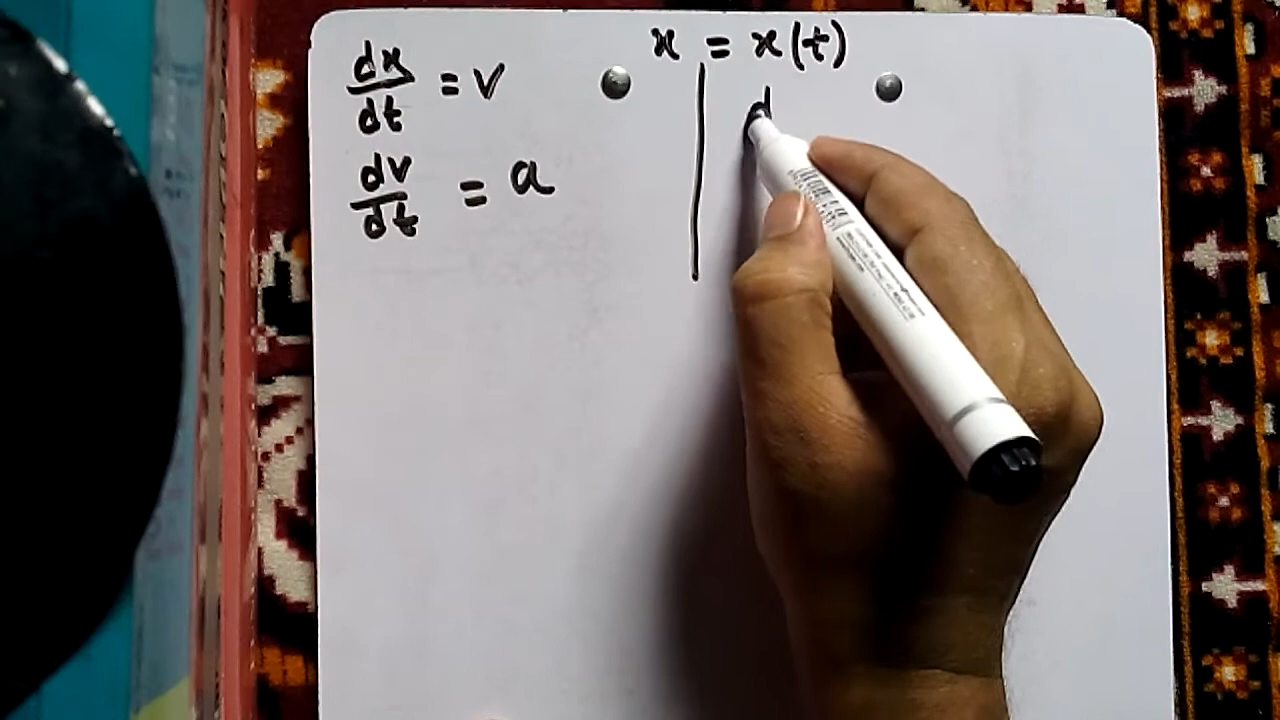 dx/dt = v
dv/dt = a
x = x(t)
d